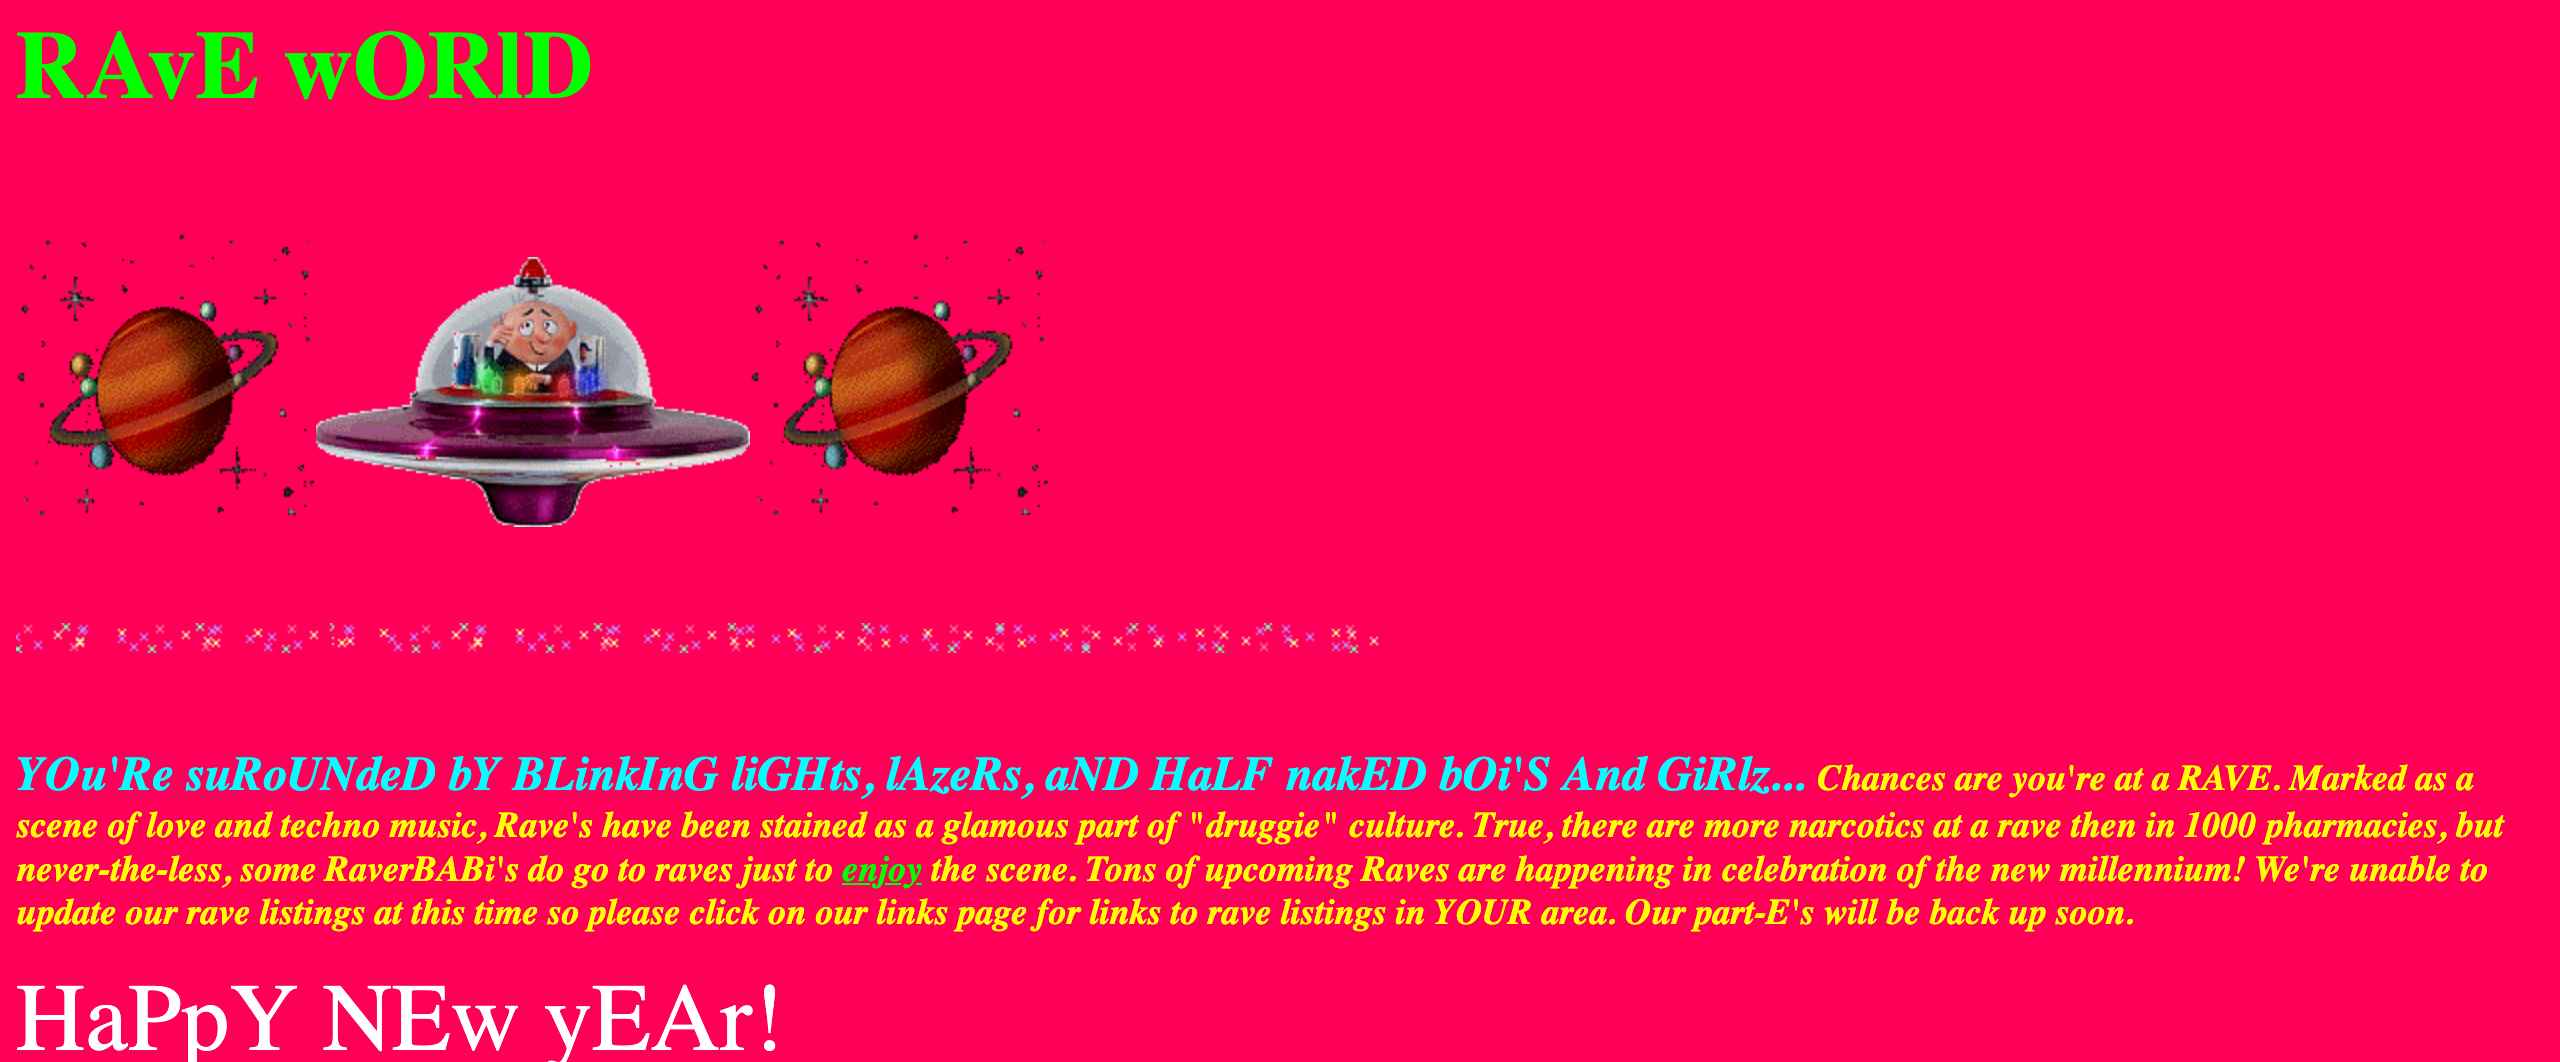 RAvE wORlD
YOu'Re suRoUNdeD bY BLinkInG liGHts, lAzeRs, aND HaLF nakED bOi'S And GiRlz... Chances are you're at a RAVE. Marked as a
scene of love and techno music, Rave's have been stained as a glamous part of "druggie" culture. True, there are more narcotics at a rave then in 1000 pharmacies, but
never-the-less, some RaverBABi's do go to raves just to enjoy the scene. Tons of upcoming Raves are happening in celebration of the new millennium! We're unable to
update our rave listings at this time so please click on our links page for links to rave listings in YOUR area. Our part-E's will be back up soon.
HaPpY NEw yEAr!